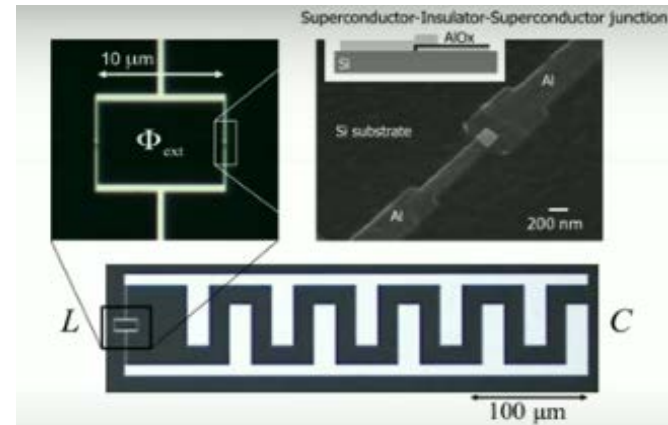 Superconductor-Insulator-Superconductor junction
10 μm
Φext
AlOx
Si
Al
Si substrate
Al
200 nm
L
C
100 μm